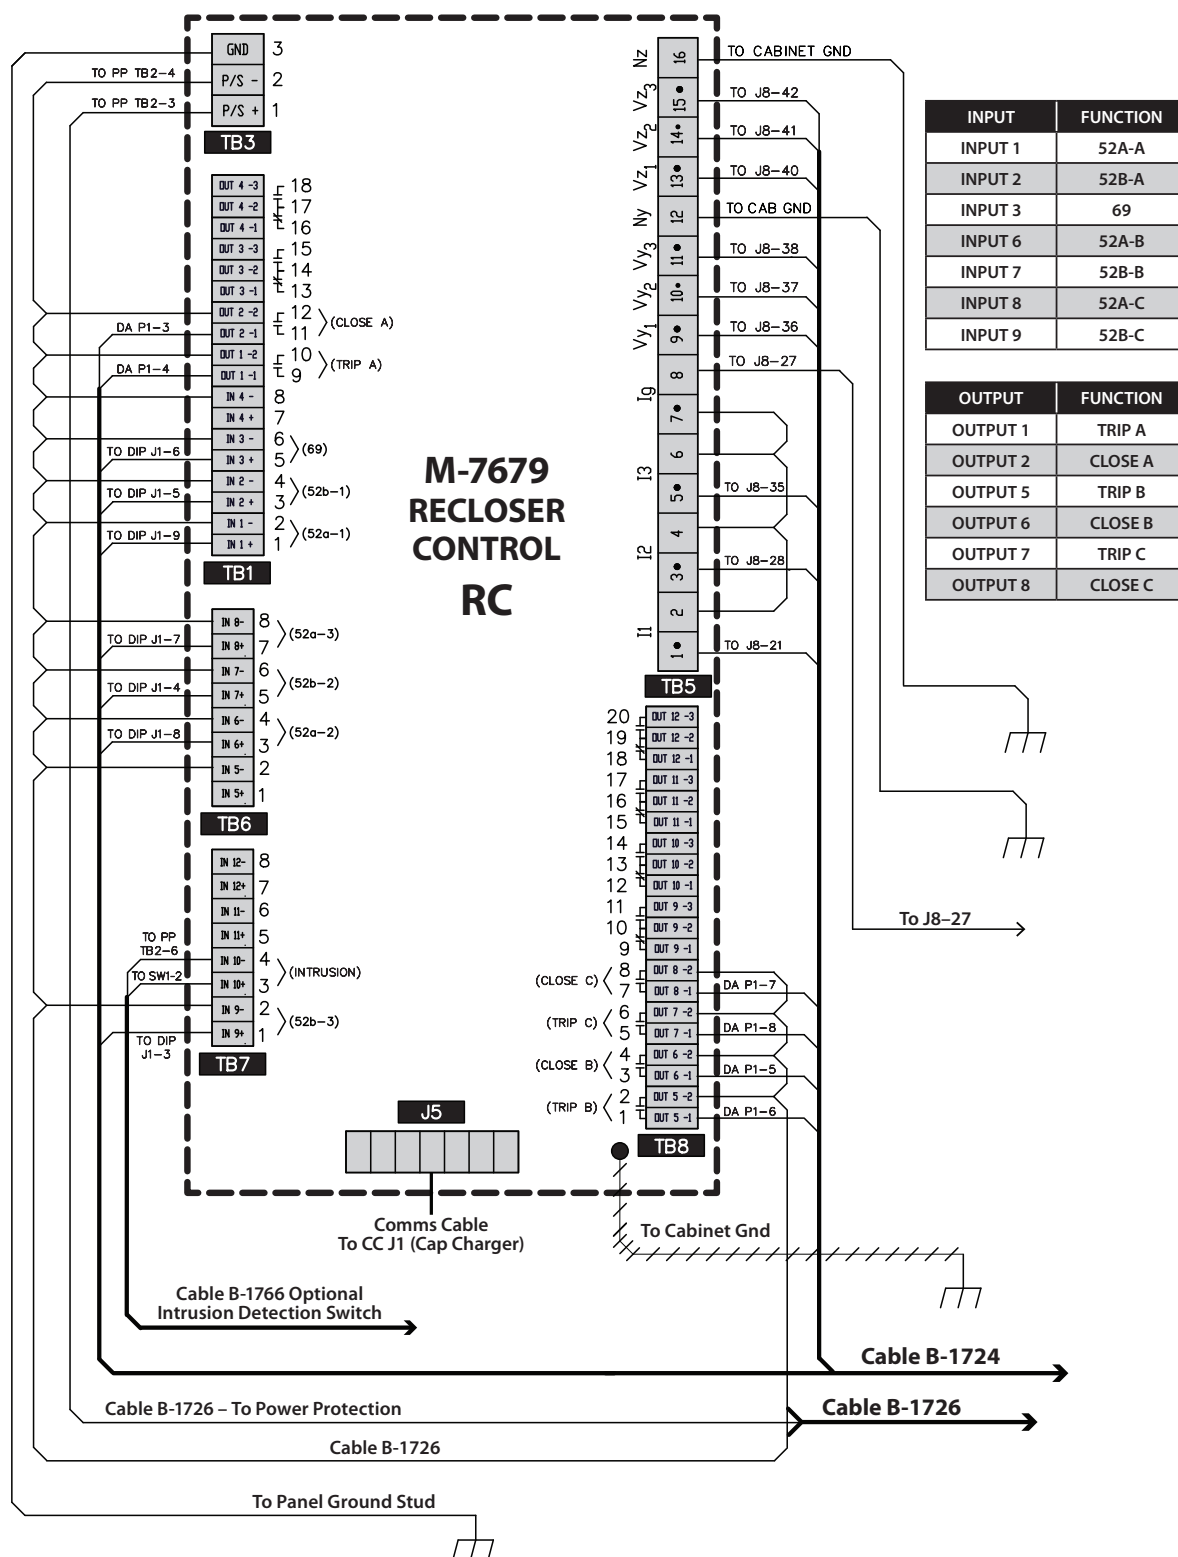 GND 3
TO PP TB2-4 P/S - 2
TO PP TB2-3 P/S + 1
TB3
OUT 4 -3 18
OUT 4 -2 17
OUT 4 -1 16
OUT 3 -3 15
OUT 3 -2 14
OUT 3 -1 13
OUT 2 -2 12
DA P1-3 OUT 2 -1 11
(CLOSE A)
OUT 1 -2 10
DA P1-4 OUT 1 -1 9
(TRIP A)
IN 4 - 8
IN 4 + 7
IN 3 - 6
TO DIP J1-6 IN 3 + 5
(69)
IN 2 - 4
TO DIP J1-5 IN 2 + 3
(52b-1)
IN 1 - 2
TO DIP J1-9 IN 1 + 1
(52a-1)
TB1
IN 8- 8
TO DIP J1-7 IN 8+ 7
(52a-3)
IN 7- 6
TO DIP J1-4 IN 7+ 5
(52b-2)
IN 6- 4
TO DIP J1-8 IN 6+ 3
(52a-2)
IN 5- 2
IN 5+ 1
TB6
IN 12- 8
IN 12+ 7
IN 11- 6
IN 11+ 5
TO PP
TB2-6
IN 10- 4
TO SW1-2 IN 10+ 3
(INTRUSION)
IN 9- 2
IN 9+ 1
(52b-3)
TO DIP
J1-3
TB7
M-7679
RECLOSER
CONTROL
RC
Nz 16 TO CABINET GND
Vz3 15 TO J8-42
Vz2 14 TO J8-41
Vz1 13 TO J8-40
Ny 12 TO CAB GND
Vy3 11 TO J8-38
Vy2 10 TO J8-37
Vy1 9 TO J8-36
8 TO J8-27
Ig
7
6
I3
5 TO J8-35
4
I2
3 TO J8-28
2
I1
1 TO J8-21
TB5
20 OUT 12 -3
19 OUT 12 -2
18 OUT 12 -1
17 OUT 11 -3
16 OUT 11 -2
15 OUT 11 -1
14 OUT 10 -3
13 OUT 10 -2
12 OUT 10 -1
11 OUT 9 -3
10 OUT 9 -2
9 OUT 9 -1
(CLOSE C)
8 OUT 8 -2
7 OUT 8 -1 DA P1-7
(TRIP C)
6 OUT 7 -2
5 OUT 7 -1 DA P1-8
(CLOSE B)
4 OUT 6 -2
3 OUT 6 -1 DA P1-5
(TRIP B)
2 OUT 5 -2
1 OUT 5 -1 DA P1-6
TB8
To J8–27
INPUT FUNCTION
INPUT 1 52A-A
INPUT 2 52B-A
INPUT 3 69
INPUT 6 52A-B
INPUT 7 52B-B
INPUT 8 52A-C
INPUT 9 52B-C
OUTPUT FUNCTION
OUTPUT 1 TRIP A
OUTPUT 2 CLOSE A
OUTPUT 5 TRIP B
OUTPUT 6 CLOSE B
OUTPUT 7 TRIP C
OUTPUT 8 CLOSE C
J5
Comms Cable
To CC J1 (Cap Charger)
To Cabinet Gnd
Cable B-1766 Optional
Intrusion Detection Switch
Cable B-1724
Cable B-1726 – To Power Protection
Cable B-1726
Cable B-1726
To Panel Ground Stud